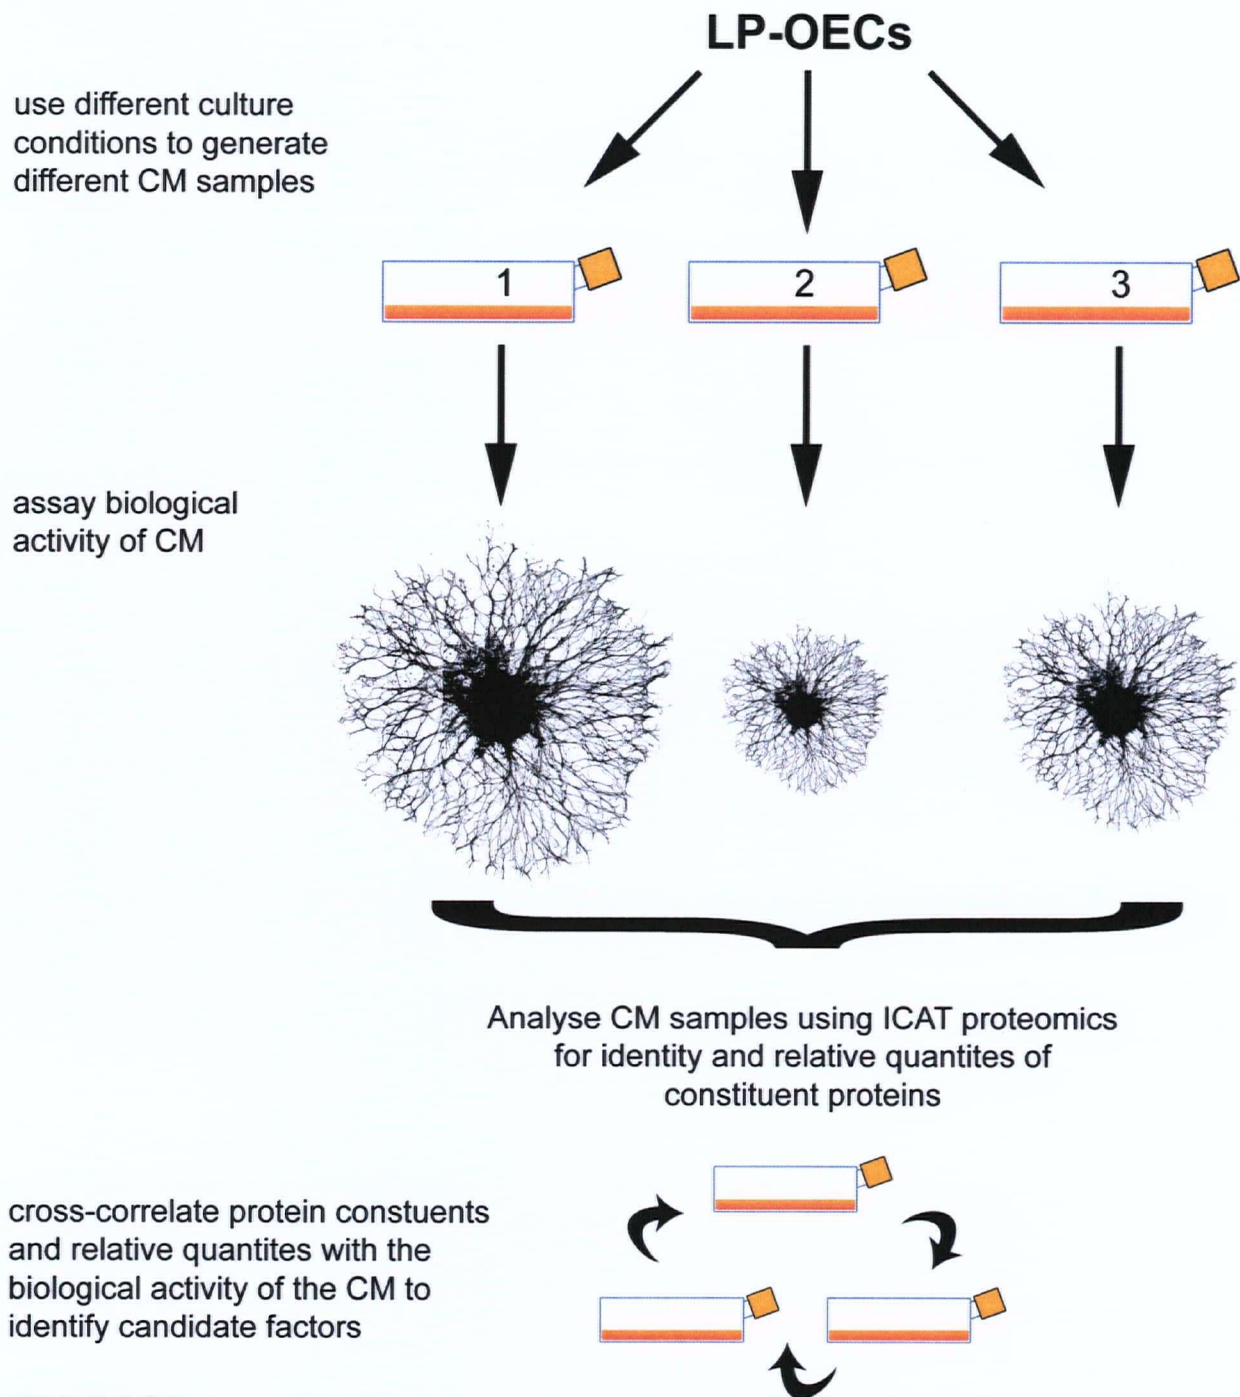 LP-OECs
use different culture
conditions to generate
different CM samples
1
2
3
assay biological
activity of CM
Analyse CM samples using ICAT proteomics
for identity and relative quantites of
constituent proteins
cross-correlate protein constuents
and relative quantites with the
biological activity of the CM to
identify candidate factors